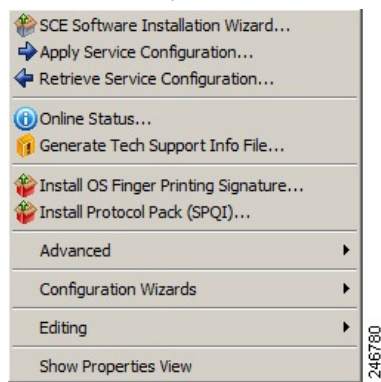 SCE Software Installation Wizard...
Apply Service Configuration...
Retrieve Service Configuration...
Online Status...
Generate Tech Support Info File...
Install OS Finger Printing Signature...
Install Protocol Pack (SPQI)...
Advanced
Configuration Wizards
Editing
Show Properties View
246780